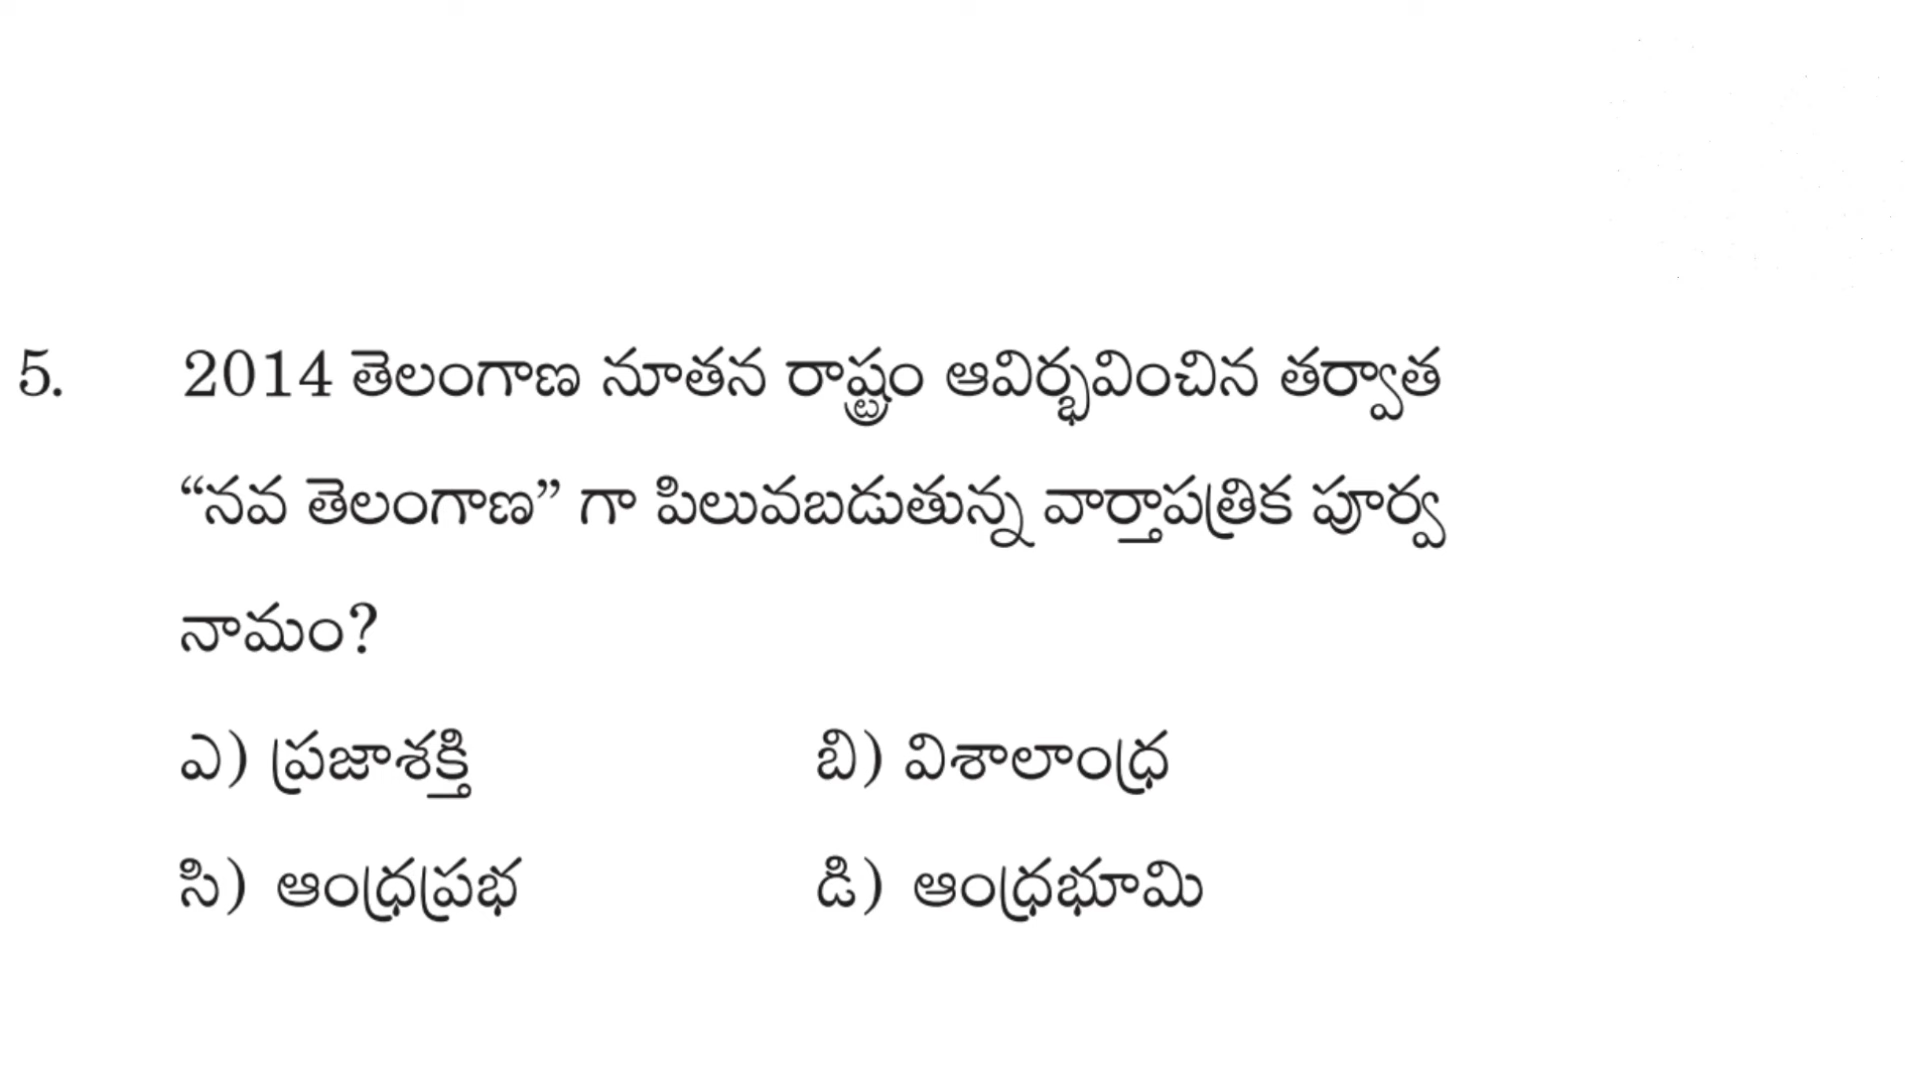 5. 2014 తెలంగాణ నూతన రాష్ట్రం ఆవిర్భవించిన తర్వాత
“నవ తెలంగాణ” గా పిలువబడుతున్న వార్తాపత్రిక పూర్వ
నామం?
ఎ) ప్రజాశక్తి బి) విశాలాంధ్ర
సి) ఆంధ్రప్రభ డి) ఆంధ్రభూమి